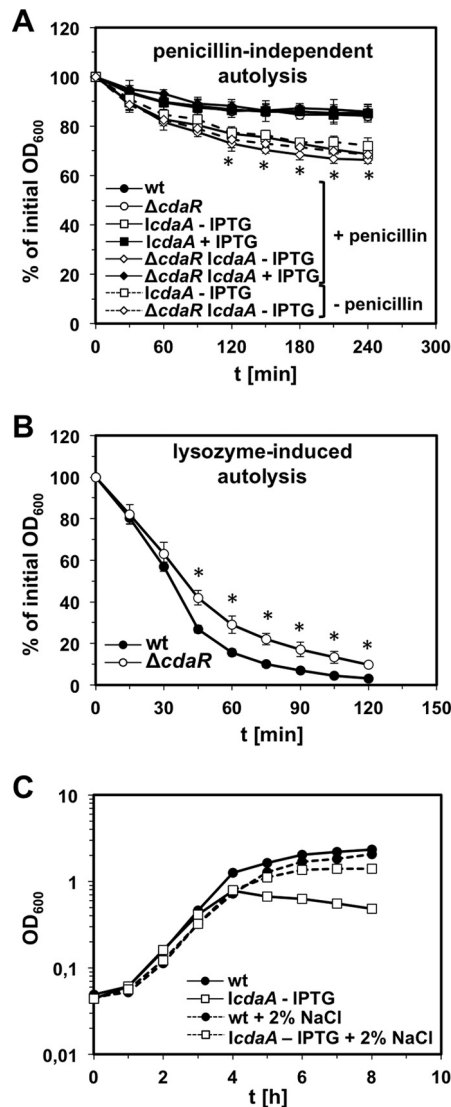 A
penicillin-independent
autolysis
% of initial OD600
120
100
80
60
40
20
0
* * * * *
wt
ΔcdaR
IcdaA - IPTG
IcdaA + IPTG
ΔcdaR IcdaA - IPTG
ΔcdaR IcdaA + IPTG
IcdaA - IPTG
ΔcdaR IcdaA - IPTG
+ penicillin
- penicillin
0 60 120 180 240 300
t [min]
B
lysozyme-induced
autolysis
% of initial OD600
120
100
80
60
40
20
0
* * * * * *
wt
ΔcdaR
0 30 60 90 120 150
t [min]
C
OD600
10
1
0,1
0,01
wt
IcdaA - IPTG
wt + 2% NaCl
IcdaA – IPTG + 2% NaCl
0 2 4 6 8 10
t [h]